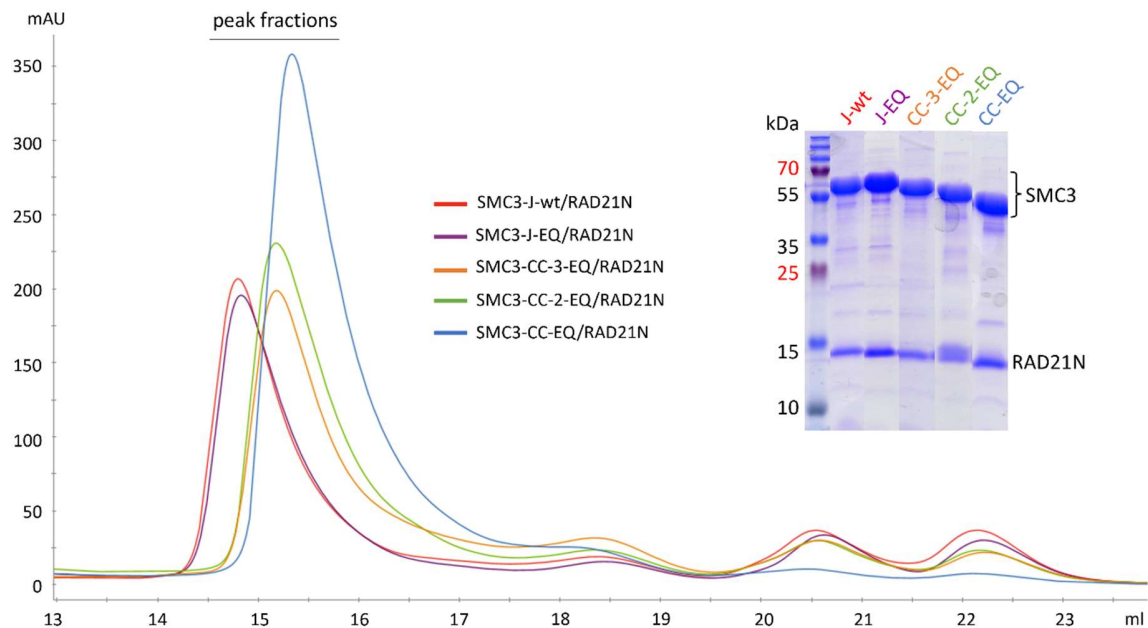 mAU
peak fractions
350
300
250
200
150
100
50
0
13
14
15
16
17
18
19
20
21
22
23
ml
SMC3-J-wt/RAD21N
SMC3-J-EQ/RAD21N
SMC3-CC-3-EQ/RAD21N
SMC3-CC-2-EQ/RAD21N
SMC3-CC-EQ/RAD21N
J-wt
J-EQ
CC-3-EQ
CC-2-EQ
CC-EQ
kDa
70
55
35
25
15
10
SMC3
RAD21N